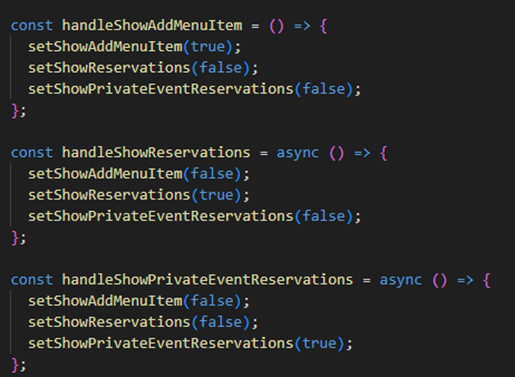 const handleShowAddMenuItem = () => {
  setShowAddMenuItem(true);
  setShowReservations(false);
  setShowPrivateEventReservations(false);
};

const handleShowReservations = async () => {
  setShowAddMenuItem(false);
  setShowReservations(true);
  setShowPrivateEventReservations(false);
};

const handleShowPrivateEventReservations = async () => {
  setShowAddMenuItem(false);
  setShowReservations(false);
  setShowPrivateEventReservations(true);
};